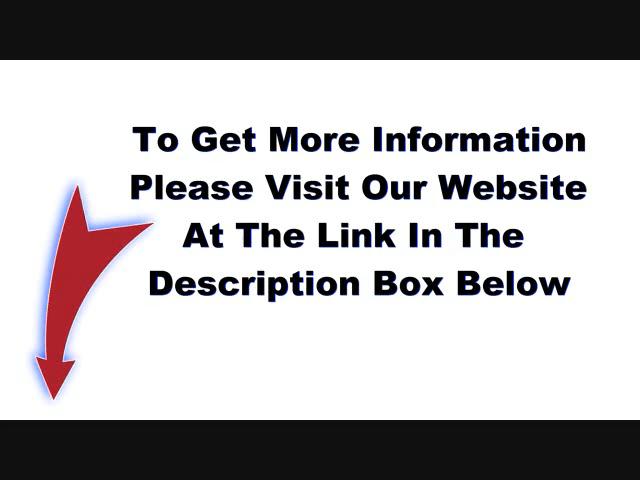 To Get More Information
Please Visit Our Website
At The Link In The
Description Box Below